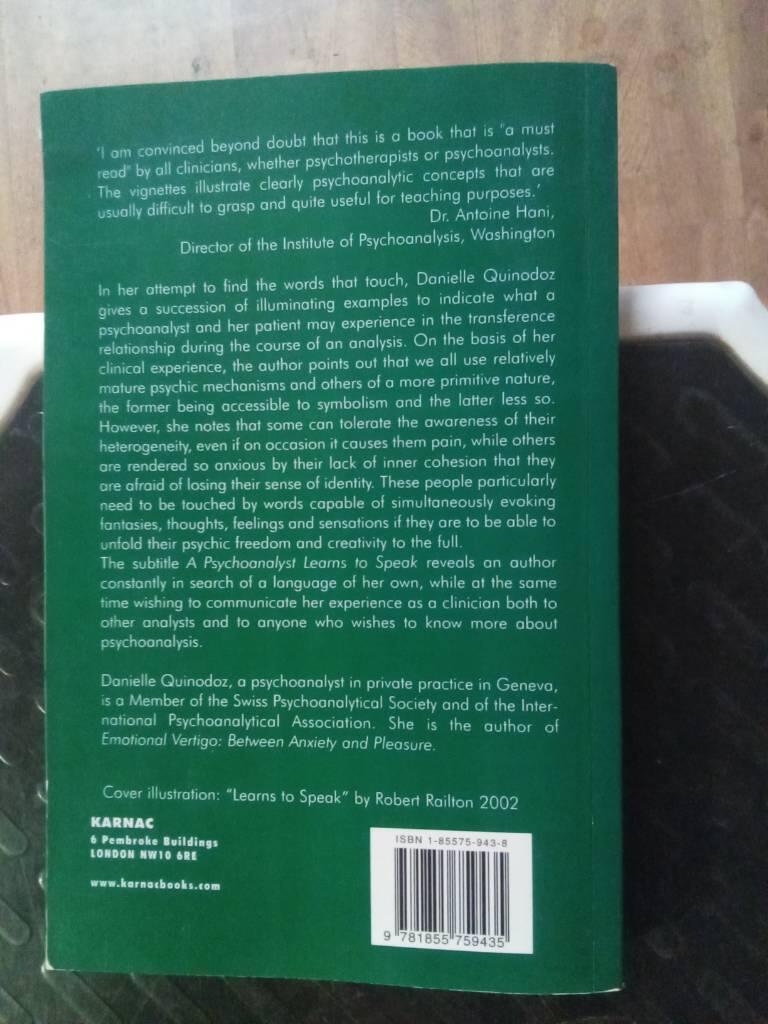 'I am convinced beyond doubt that this is a book that is "a must
read" by all clinicians, whether psychotherapists or psychoanalysts.
The vignettes illustrate clearly psychoanalytic concepts that are
usually difficult to grasp and quite useful for teaching purposes.'
Dr. Antoine Hani,
Director of the Institute of Psychoanalysis, Washington
In her attempt to find the words that touch, Danielle Quinodoz
gives a succession of illuminating examples to indicate what a
psychoanalyst and her patient may experience in the transference
relationship during the course of an analysis. On the basis of her
clinical experience, the author points out that we all use relatively
mature psychic mechanisms and others of a more primitive nature,
the former being accessible to symbolism and the latter less so.
However, she notes that some can tolerate the awareness of their
heterogeneity, even if on occasion it causes them pain, while others
are rendered so anxious by their lack of inner cohesion that they
are afraid of losing their sense of identity. These people particularly
need to be touched by words capable of simultaneously evoking
fantasies, thoughts, feelings and sensations if they are to be able to
unfold their psychic freedom and creativity to the full.
The subtitle A Psychoanalyst Learns to Speak reveals an author
constantly in search of a language of her own, while at the same
time wishing to communicate her experience as a clinician both to
other analysts and to anyone who wishes to know more about
psychoanalysis.
Danielle Quinodoz, a psychoanalyst in private practice in Geneva,
is a Member of the Swiss Psychoanalytical Society and of the Inter-
national Psychoanalytical Association. She is the author of
Emotional Vertigo: Between Anxiety and Pleasure.
Cover illustration: "Learns to Speak" by Robert Railton 2002
KARNAC
6 Pembroke Buildings
LONDON NW10 6RE
www.karnacbooks.com
ISBN 1-85575-943-8
9 781855 759435